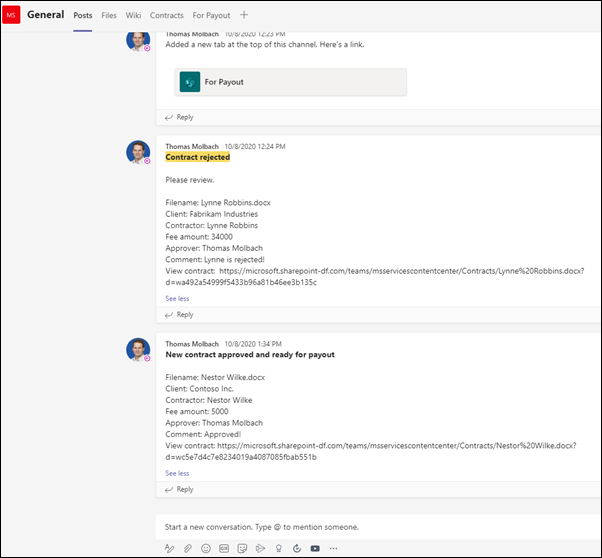 MS General Posts Files Wiki Contracts For Payout +
Thomas Molbach 10/8/2020 12:23 PM
Added a new tab at the top of this channel. Here's a link.
For Payout
Reply
Thomas Molbach 10/8/2020 12:24 PM
Contract rejected
Please review.
Filename: Lynne Robbins.docx
Client: Fabrikam Industries
Contractor: Lynne Robbins
Fee amount: 34000
Approver: Thomas Molbach
Comment: Lynne is rejected!
View contract: https://microsoft.sharepoint-df.com/teams/msservicescontentcenter/Contracts/Lynne%20Robbins.docx?
d=wa492a54999f5433b96a81b46ee3b135c
See less
Reply
Thomas Molbach 10/8/2020 1:34 PM
New contract approved and ready for payout
Filename: Nestor Wilke.docx
Client: Contoso Inc.
Contractor: Nestor Wilke
Fee amount: 5000
Approver: Thomas Molbach
Comment: Approved!
View contract: https://microsoft.sharepoint-df.com/teams/msservicescontentcenter/Contracts/Nestor%20Wilke.docx?
d=wc5e7d4c7e8234019a4087085fbab551b
See less
Reply
Start a new conversation. Type @ to mention someone.
GIF